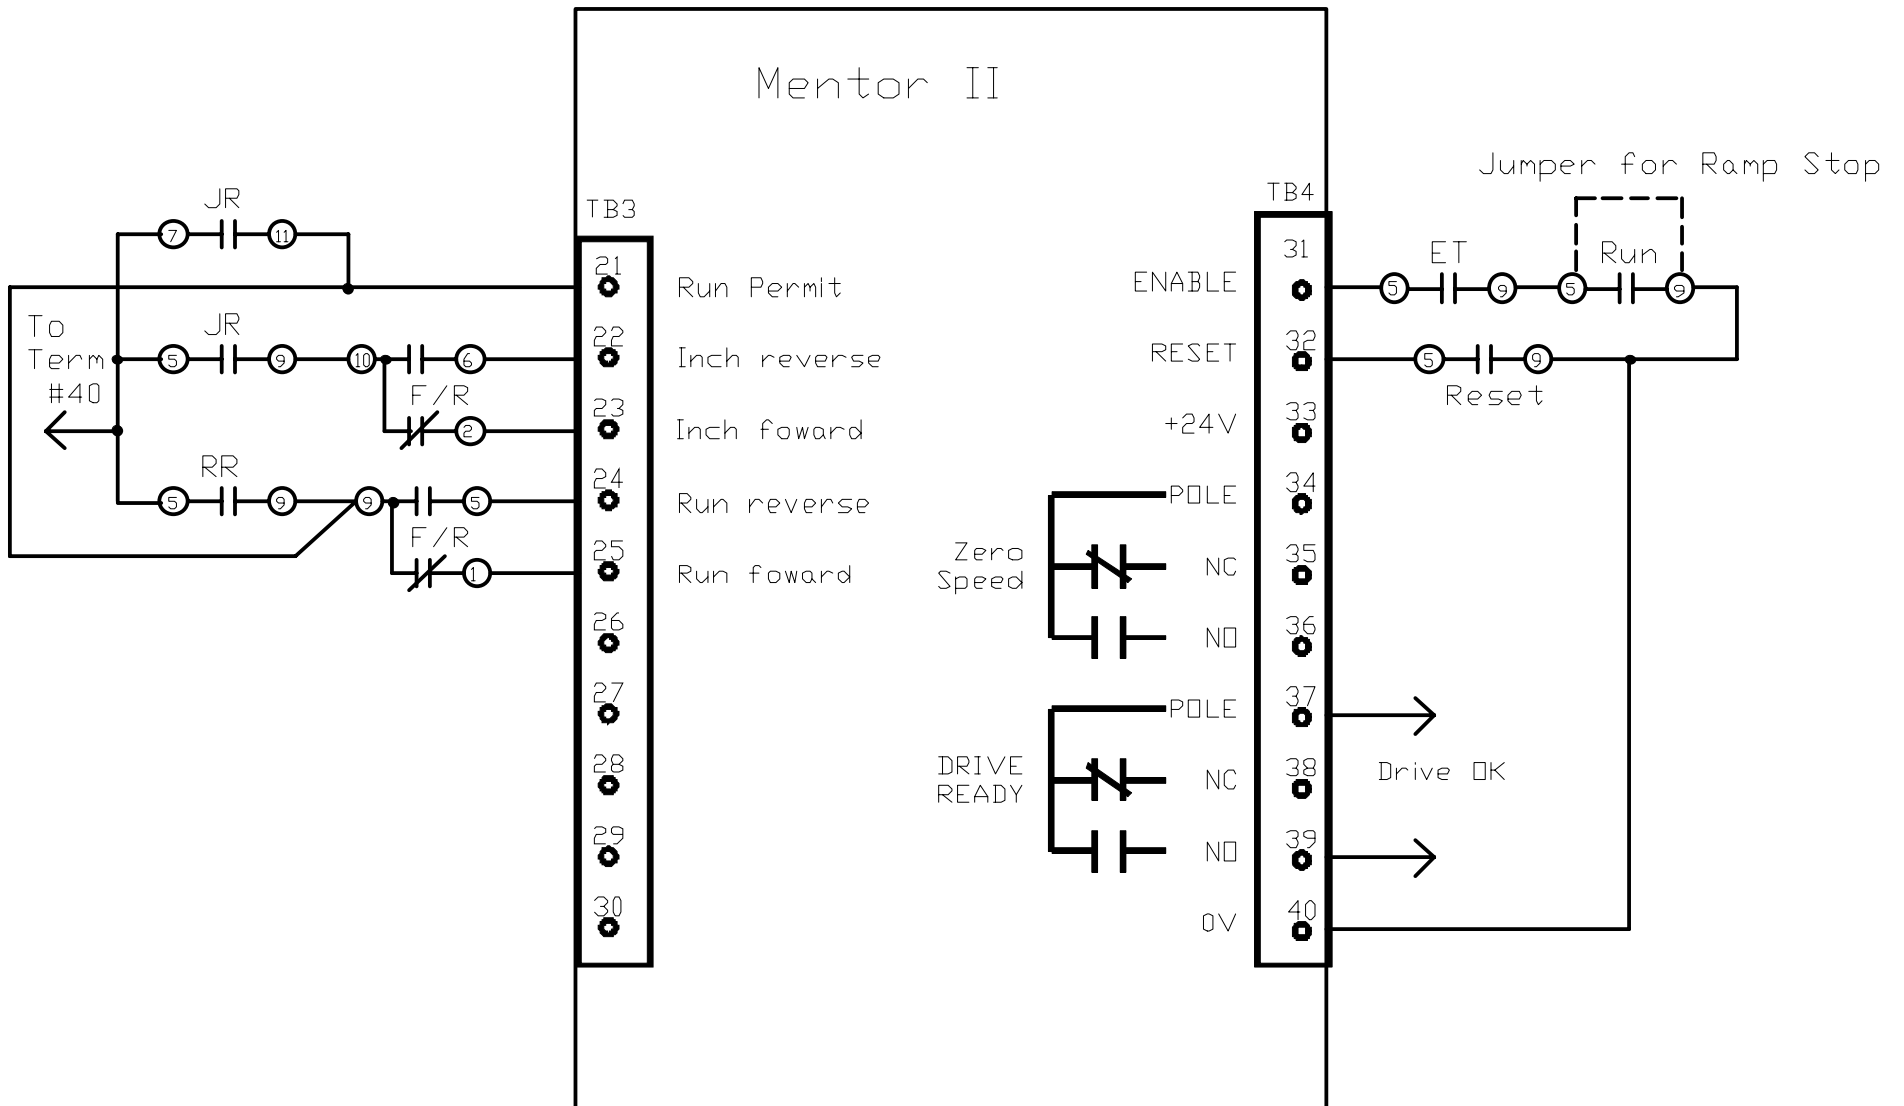 Mentor II
Jumper for Ramp Stop
TB3
TB4
JR
7
11
21
Run Permit
To
Term
#40
JR
5
9
10
6
22
Inch reverse
F/R
2
23
Inch foward
RR
5
9
9
5
24
Run reverse
F/R
1
25
Run foward
26
27
28
29
30
ENABLE
31
ET
Run
5
9
5
9
RESET
32
5
9
Reset
+24V
33
Zero
Speed
POLE
34
NC
35
NO
36
DRIVE
READY
POLE
37
NC
38
Drive OK
NO
39
0V
40